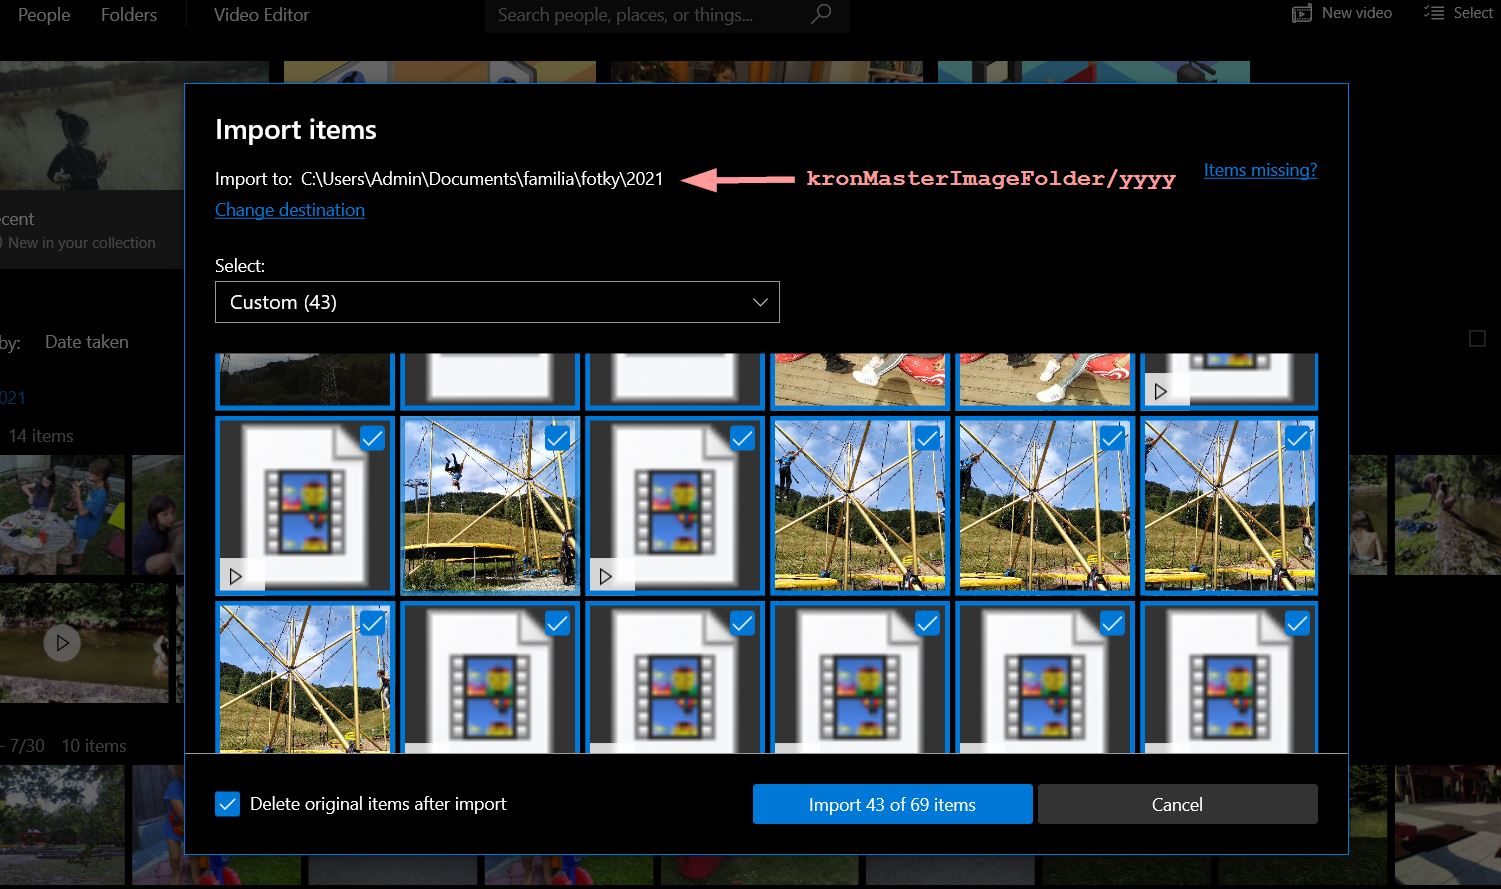 People Folders Video Editor Search people, places, or things... New video Select
Import items
Import to: C:\Users\Admin\Documents\familia\fotky\2021 kronMasterImageFolder/yyyy Items missing?
Change destination
cent
New in your collection
Select:
Custom (43)
by: Date taken
021
14 items
- 7/30 10 items
Delete original items after import Import 43 of 69 items Cancel